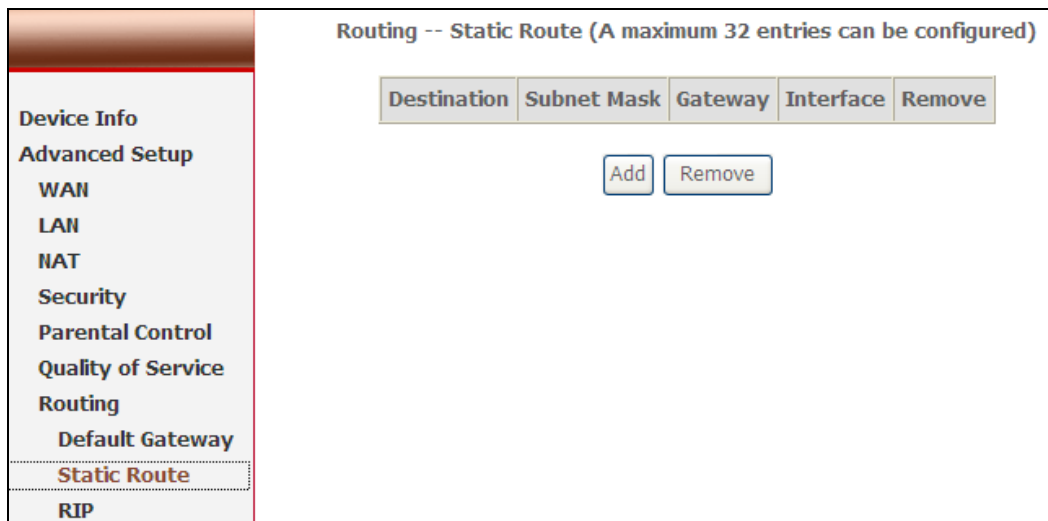 Routing -- Static Route (A maximum 32 entries can be configured)
Destination Subnet Mask Gateway Interface Remove
Add Remove
Device Info
Advanced Setup
WAN
LAN
NAT
Security
Parental Control
Quality of Service
Routing
Default Gateway
Static Route
RIP